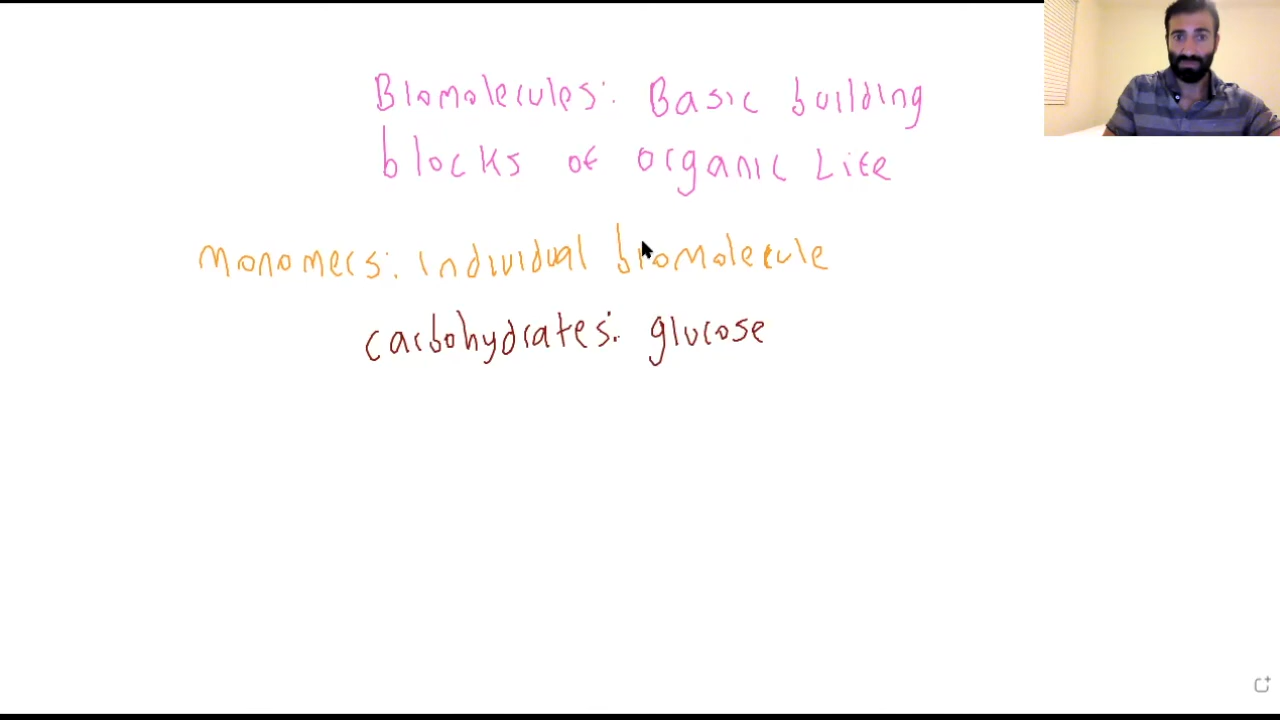 Biomolecules: Basic building
blocks of organic Life
monomers: individual biomolecule
carbohydrates: glucose